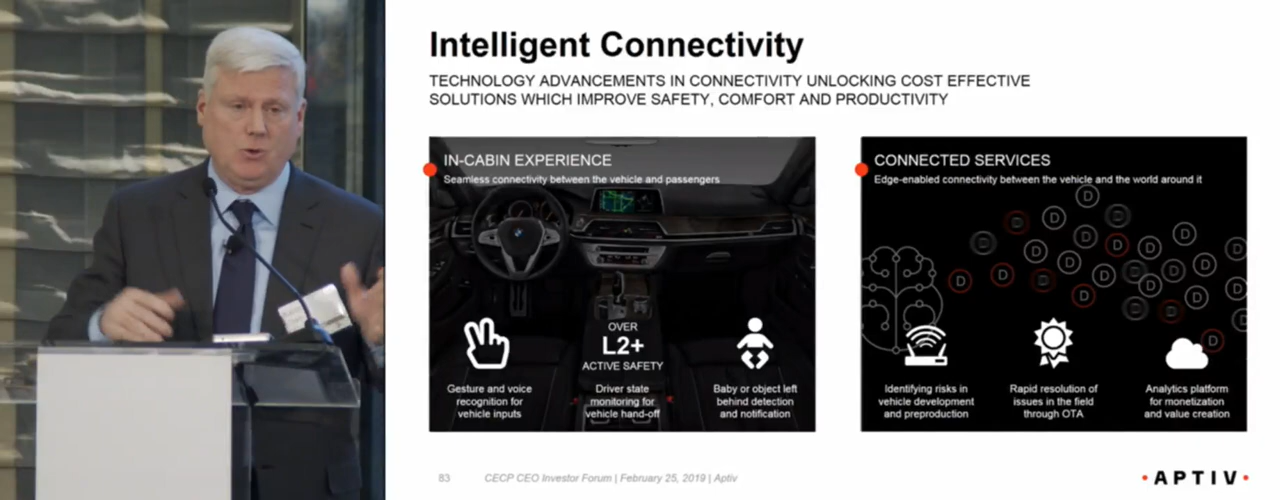 Intelligent Connectivity
TECHNOLOGY ADVANCEMENTS IN CONNECTIVITY UNLOCKING COST EFFECTIVE
SOLUTIONS WHICH IMPROVE SAFETY, COMFORT AND PRODUCTIVITY
IN-CABIN EXPERIENCE
Seamless connectivity between the vehicle and passengers
OVER
L2+
ACTIVE SAFETY
Gesture and voice
recognition for
vehicle inputs
Driver state
monitoring for
vehicle hand-off
Baby or object left
behind detection
and notification
CONNECTED SERVICES
Edge-enabled connectivity between the vehicle and the world around it
D D D D D D D D D D D D D D D D D D D D D D D D D
Identifying risks in
vehicle development
and preproduction
Rapid resolution of
issues in the field
through OTA
Analytics platform
for monetization
and value creation
83
CECP CEO Investor Forum | February 25, 2019 | Aptiv
• APTIV •